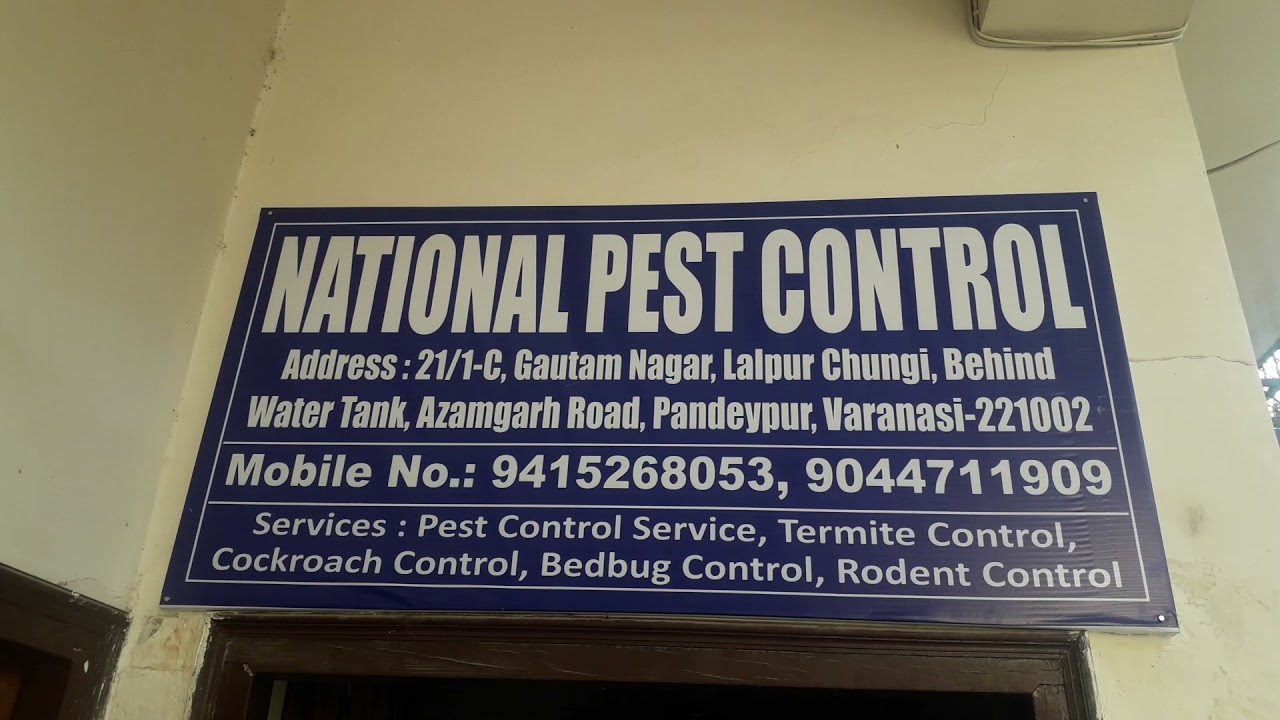 NATIONAL PEST CONTROL
Address : 21/1-C, Gautam Nagar, Lalpur Chungi, Behind
Water Tank, Azamgarh Road, Pandeypur, Varanasi-221002
Mobile No.: 9415268053, 9044711909
Services : Pest Control Service, Termite Control,
Cockroach Control, Bedbug Control, Rodent Control